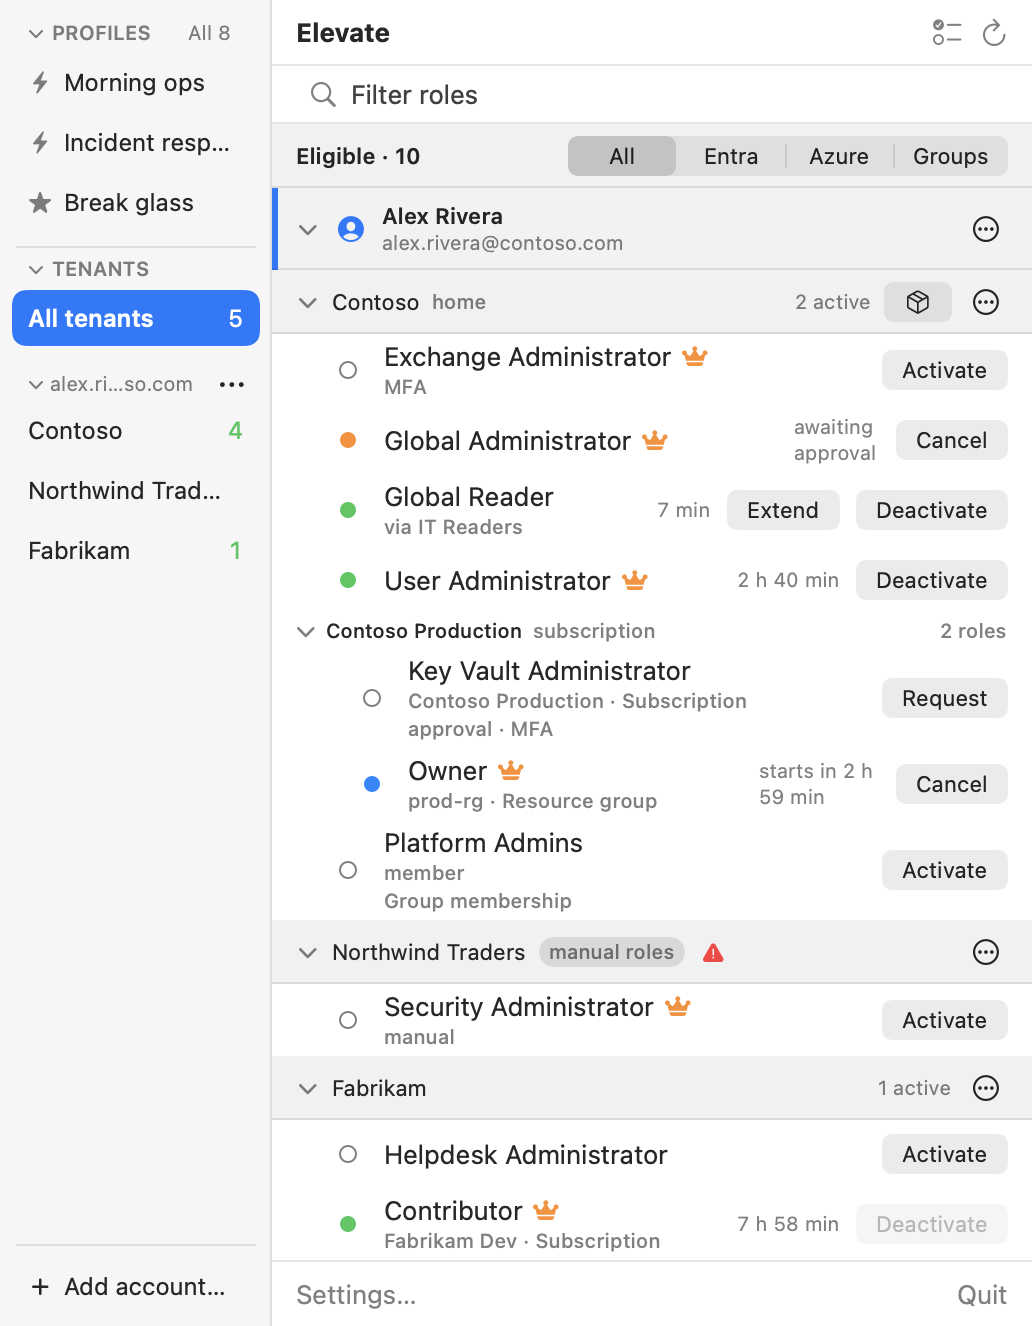 PROFILES All 8
Morning ops
Incident resp...
Break glass
TENANTS
All tenants 5
alex.ri...so.com
Contoso 4
Northwind Trad...
Fabrikam 1
+ Add account...
Elevate
Filter roles
Eligible · 10 All Entra Azure Groups
Alex Rivera
alex.rivera@contoso.com
Contoso home 2 active
Exchange Administrator
MFA
Activate
Global Administrator
awaiting
approval
Cancel
Global Reader
via IT Readers
7 min Extend Deactivate
User Administrator 2 h 40 min Deactivate
Contoso Production subscription 2 roles
Key Vault Administrator
Contoso Production · Subscription
approval · MFA
Request
Owner
prod-rg · Resource group
starts in 2 h
59 min
Cancel
Platform Admins
member
Group membership
Activate
Northwind Traders manual roles
Security Administrator
manual
Activate
Fabrikam 1 active
Helpdesk Administrator Activate
Contributor
Fabrikam Dev · Subscription
7 h 58 min Deactivate
Settings... Quit